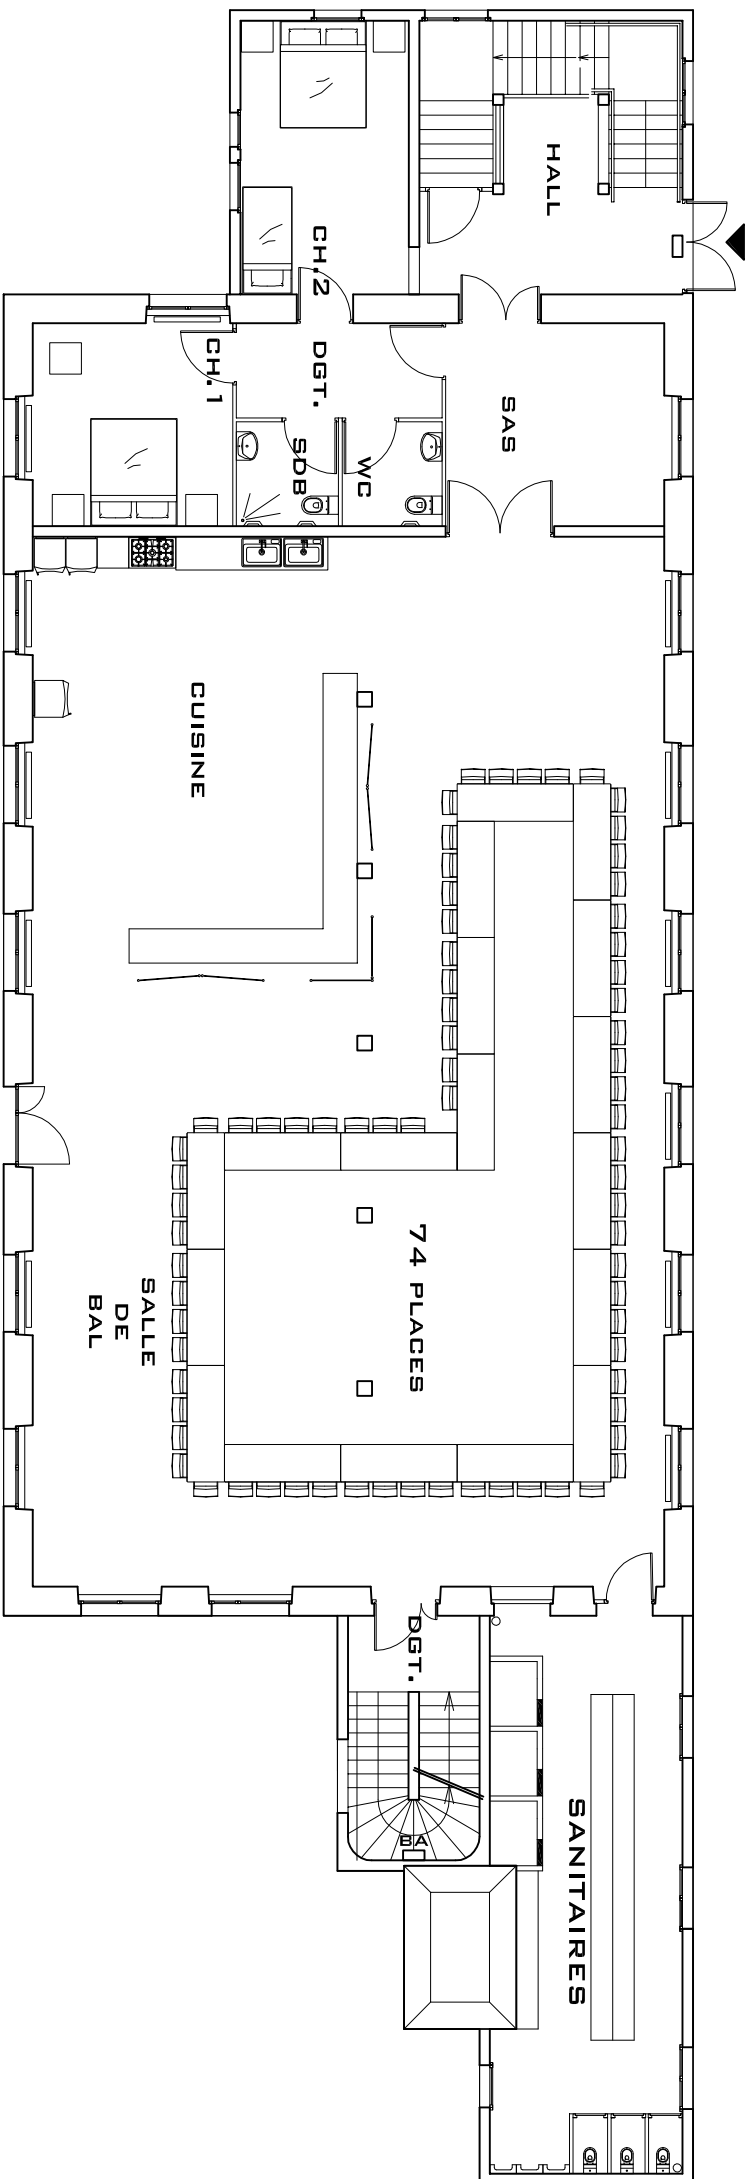 HALL
CH.2
CH.1
DGT.
SAS
SDB
WC
CUISINE
74 PLACES
SALLE
DE
BAL
DGT.
BA
SANITAIRES